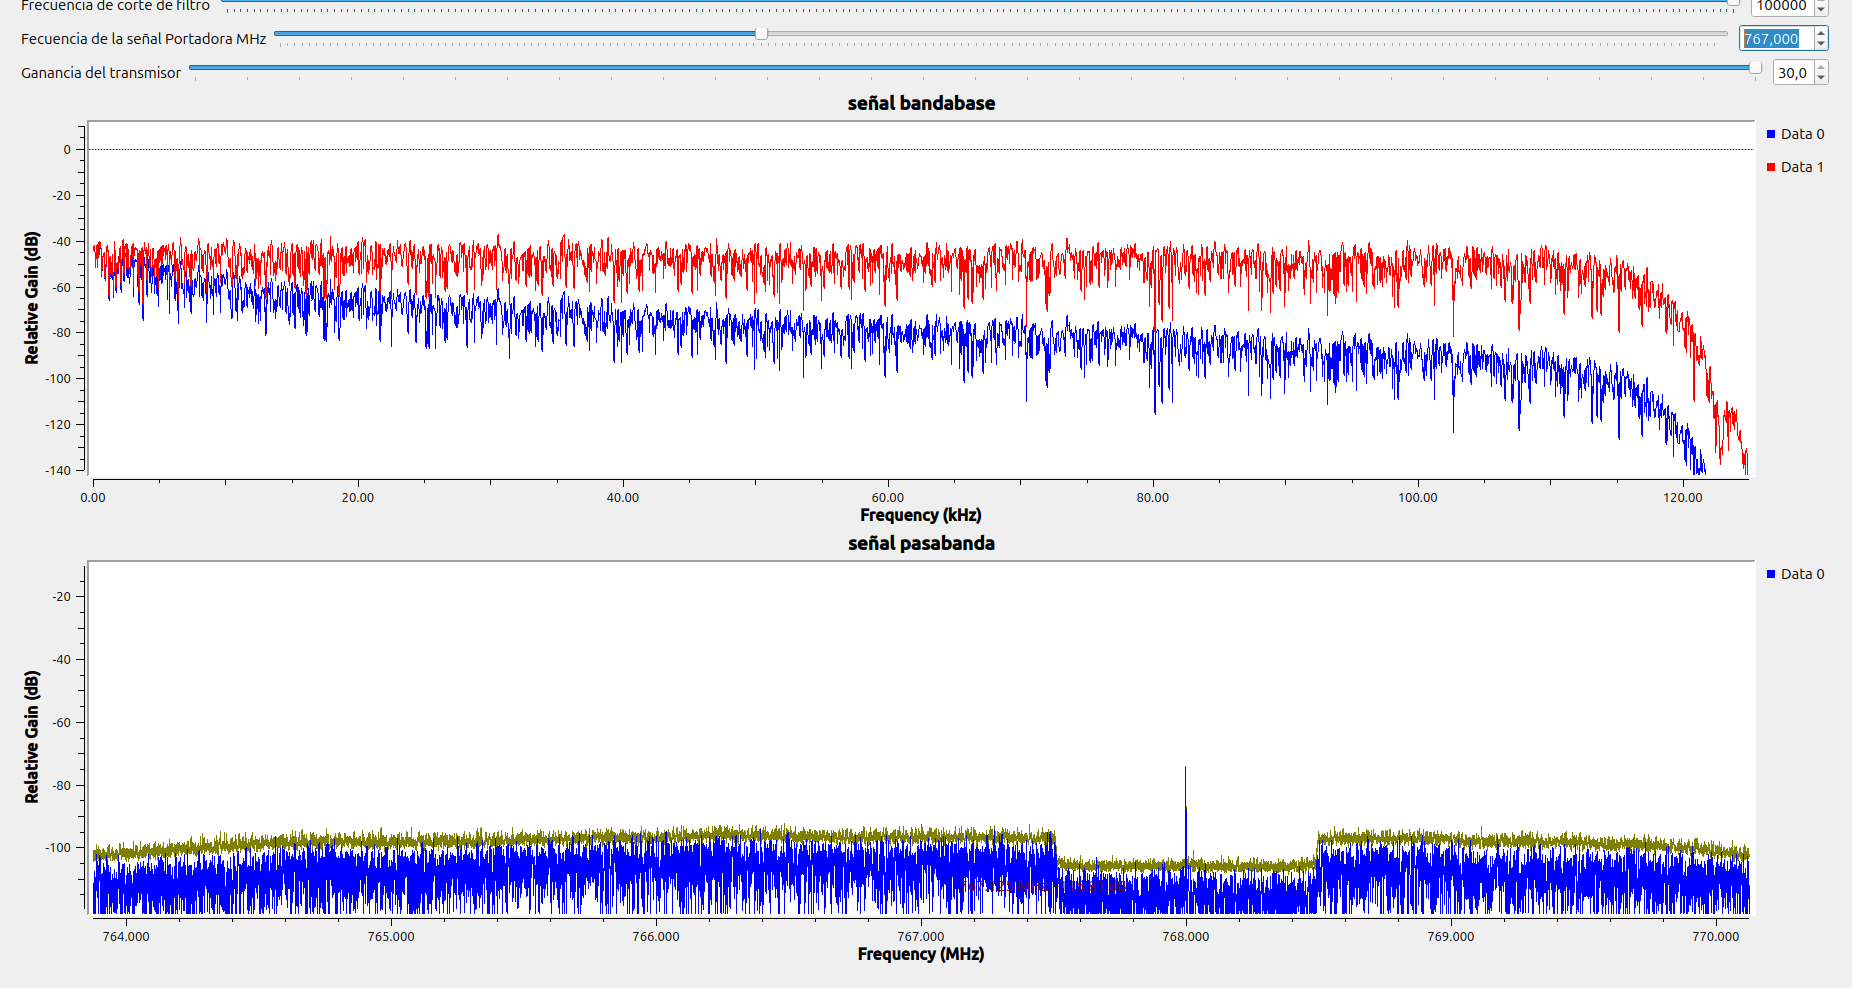 Frecuencia de corte de filtro 100000
Fecuencia de la señal Portadora MHz 767,000
Ganancia del transmisor 30,0
señal bandabase
Data 0
Data 1
Relative Gain (dB)
0
-20
-40
-60
-80
-100
-120
-140
0.00 20.00 40.00 60.00 80.00 100.00 120.00
Frequency (kHz)
señal pasabanda
Data 0
Relative Gain (dB)
-20
-40
-60
-80
-100
764.000 765.000 766.000 767.000 768.000 769.000 770.000
Frequency (MHz)